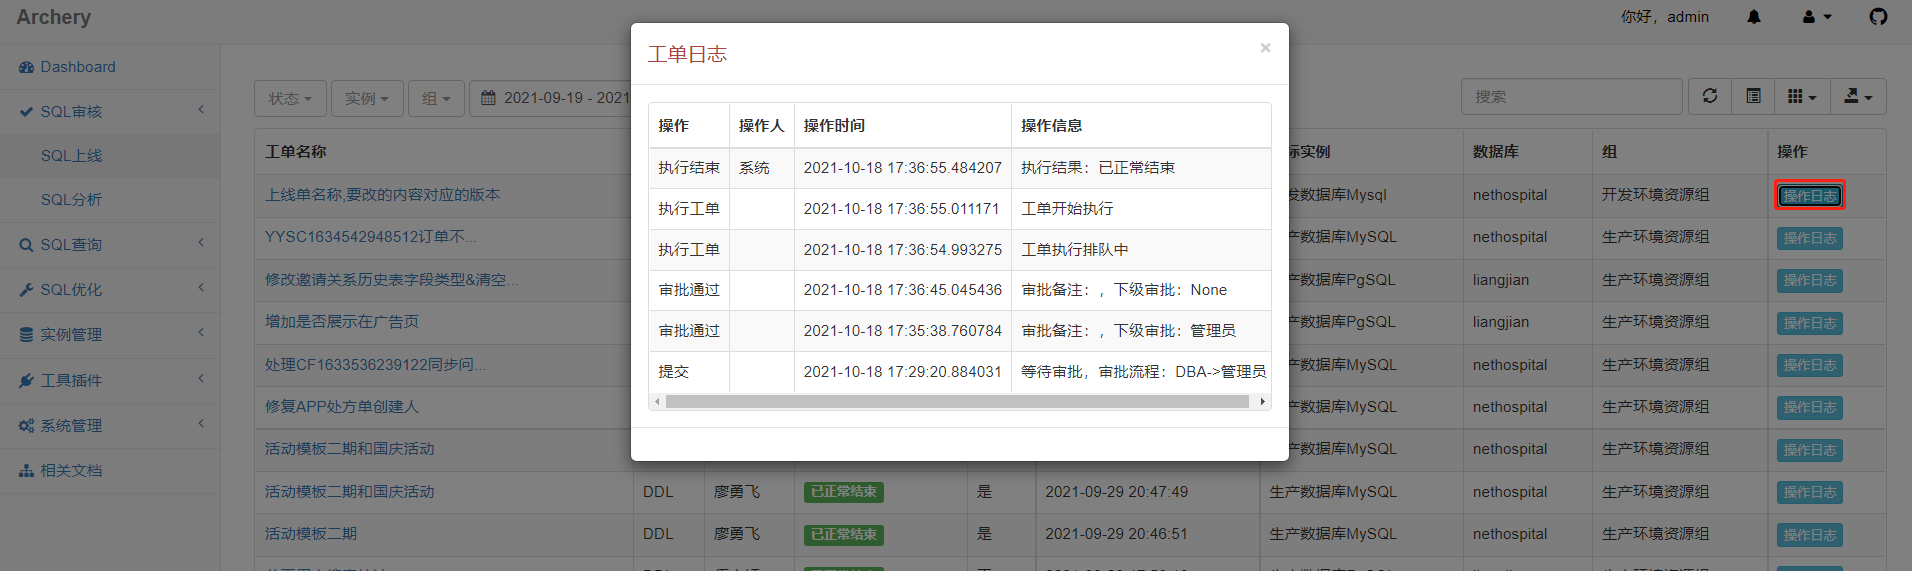 Archery
你好，admin
Dashboard
SQL审核
SQL上线
SQL分析
SQL查询
SQL优化
实例管理
工具插件
系统管理
相关文档
状态
实例
组
2021-09-19 - 2021
搜索
工单名称
标实例
数据库
组
操作
上线单名称,要改的内容对应的版本
发数据库Mysql
nethospital
开发环境资源组
操作日志
YYSC1634542948512订单不...
产数据库MySQL
nethospital
生产环境资源组
操作日志
修改邀请关系历史表字段类型&清空...
产数据库PgSQL
liangjian
生产环境资源组
操作日志
增加是否展示在广告页
产数据库PgSQL
liangjian
生产环境资源组
操作日志
处理CF1633536239122同步问...
产数据库MySQL
nethospital
生产环境资源组
操作日志
修复APP处方单创建人
产数据库MySQL
nethospital
生产环境资源组
操作日志
活动模板二期和国庆活动
产数据库MySQL
nethospital
生产环境资源组
操作日志
活动模板二期和国庆活动
DDL
廖勇飞
已正常结束
是
2021-09-29 20:47:49
生产数据库MySQL
nethospital
生产环境资源组
操作日志
活动模板二期
DDL
廖勇飞
已正常结束
是
2021-09-29 20:46:51
生产数据库MySQL
nethospital
生产环境资源组
操作日志
工单日志
×
操作 操作人 操作时间 操作信息
执行结束 系统 2021-10-18 17:36:55.484207 执行结果：已正常结束
执行工单 2021-10-18 17:36:55.011171 工单开始执行
执行工单 2021-10-18 17:36:54.993275 工单执行排队中
审批通过 2021-10-18 17:36:45.045436 审批备注：，下级审批：None
审批通过 2021-10-18 17:35:38.760784 审批备注：，下级审批：管理员
提交 2021-10-18 17:29:20.884031 等待审批，审批流程：DBA->管理员